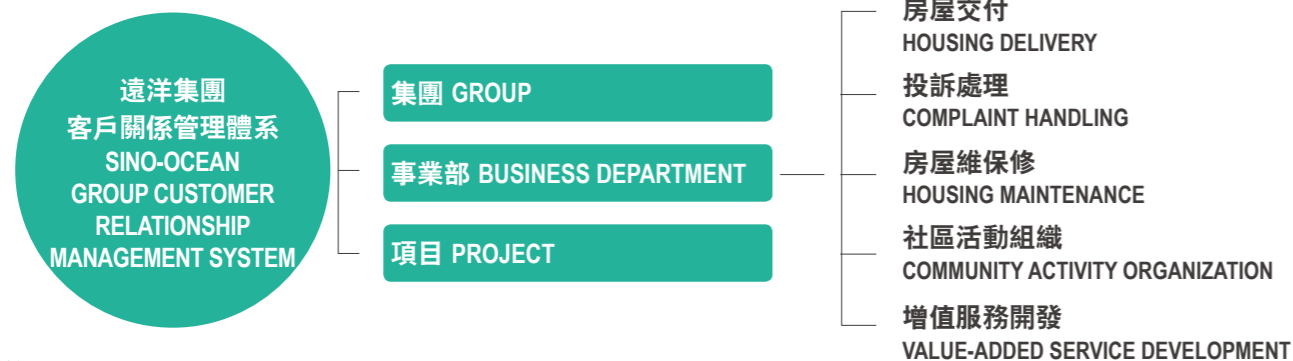 遠洋集團
客戶關係管理體系
SINO-OCEAN
GROUP CUSTOMER
RELATIONSHIP
MANAGEMENT SYSTEM
集團 GROUP
事業部 BUSINESS DEPARTMENT
項目 PROJECT
房屋交付
HOUSING DELIVERY
投訴處理
COMPLAINT HANDLING
房屋維保修
HOUSING MAINTENANCE
社區活動組織
COMMUNITY ACTIVITY ORGANIZATION
增值服務開發
VALUE-ADDED SERVICE DEVELOPMENT